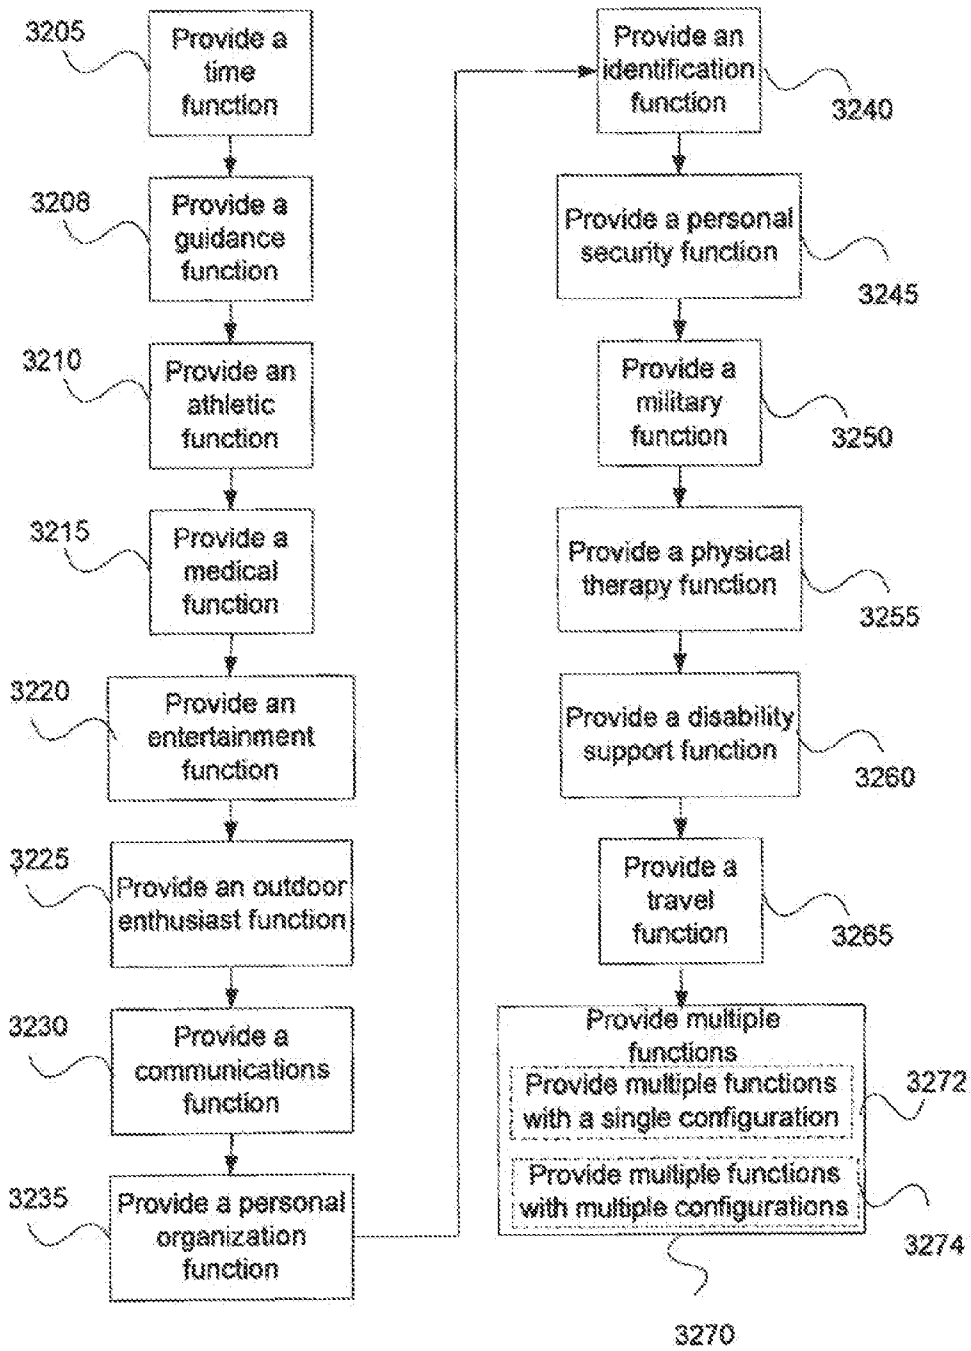 3205
Provide a
time
function
3208
Provide a
guidance
function
3210
Provide an
athletic
function
3215
Provide a
medical
function
3220
Provide an
entertainment
function
3225
Provide an outdoor
enthusiast function
3230
Provide a
communications
function
3235
Provide a personal
organization
function
Provide an
identification
function
3240
Provide a personal
security function
3245
Provide a
military
function
3250
Provide a physical
therapy function
3255
Provide a disability
support function
3260
Provide a
travel
function
3265
Provide multiple
functions
Provide multiple functions
with a single configuration
3272
Provide multiple functions
with multiple configurations
3274
3270